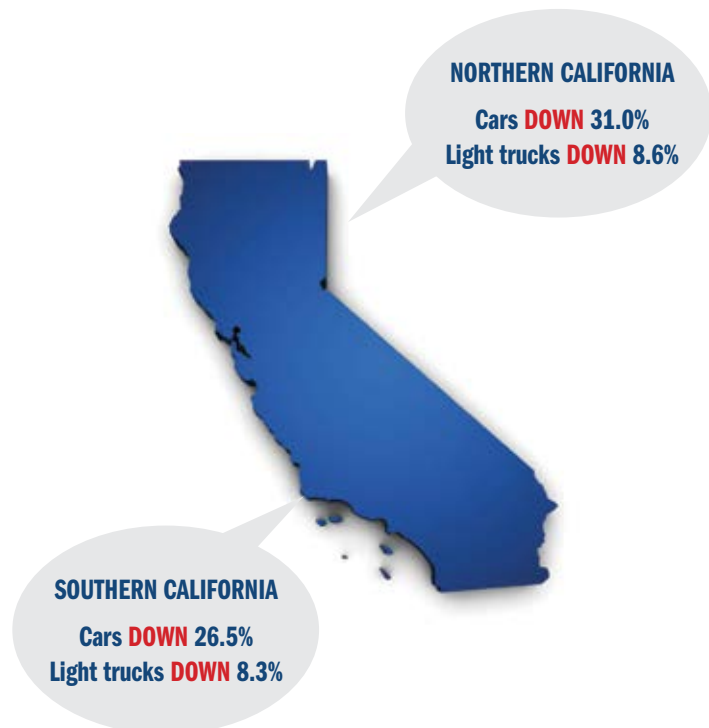 NORTHERN CALIFORNIA
Cars DOWN 31.0%
Light trucks DOWN 8.6%
SOUTHERN CALIFORNIA
Cars DOWN 26.5%
Light trucks DOWN 8.3%